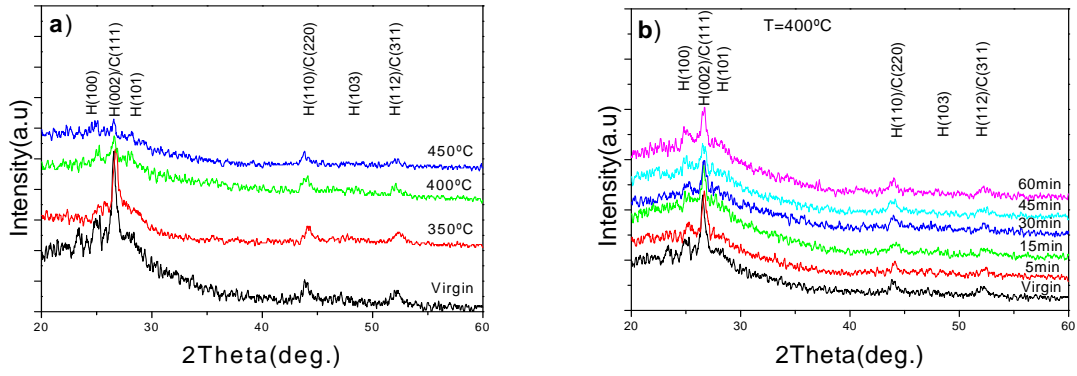 a)
H(100)
H(002)/C(111)
H(101)
H(110)/C(220)
H(103)
H(112)/C(311)
450ºC
400ºC
350ºC
Virgin
Intensity(a.u)
20 30 40 50 60
2Theta(deg.)
b)
T=400ºC
H(100)
H(002)/C(111)
H(101)
H(110)/C(220)
H(103)
H(112)/C(311)
60min
45min
30min
15min
5min
Virgin
Intensity(a.u)
20 30 40 50 60
2Theta(deg.)